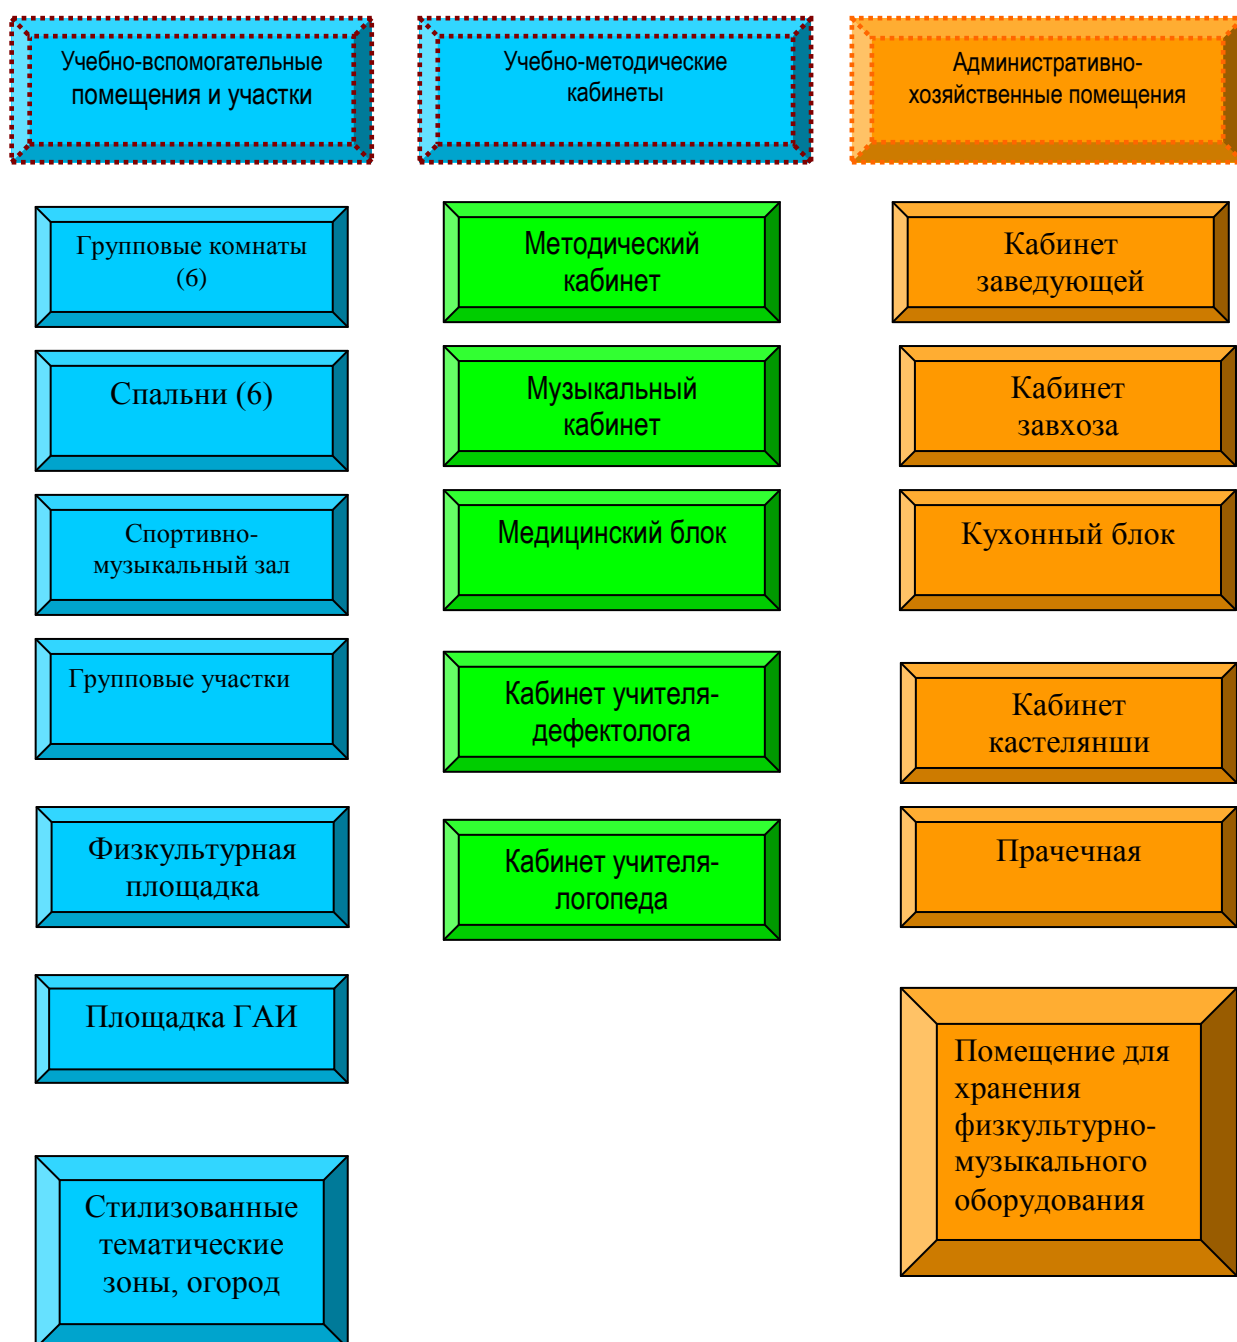 Учебно-вспомогательные
помещения и участки
Учебно-методические
кабинеты
Административно-
хозяйственные помещения
Групповые комнаты
(6)
Спальни (6)
Спортивно-
музыкальный зал
Групповые участки
Физкультурная
площадка
Площадка ГАИ
Стилизованные
тематические
зоны, огород
Методический
кабинет
Музыкальный
кабинет
Медицинский блок
Кабинет учителя-
дефектолога
Кабинет учителя-
логопеда
Кабинет
заведующей
Кабинет
завхоза
Кухонный блок
Кабинет
кастелянши
Прачечная
Помещение для
хранения
физкультурно-
музыкального
оборудования